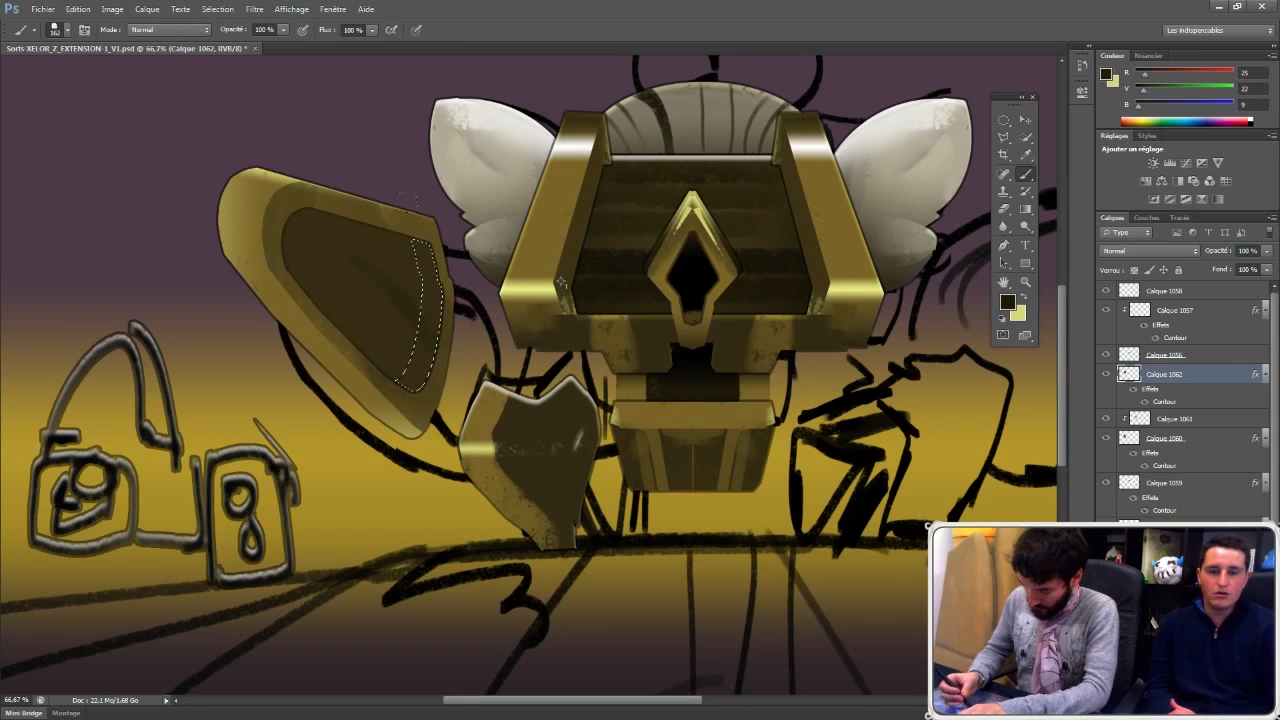 Ps Fichier Edition Image Calque Texte Sélection Filtre Affichage Fenêtre Aide
162 Mode : Normal Opacité : 100 % Flux : 100 % Les indispensables
Sorts-XELOR_Z_EXTENSION-1_V1.psd @ 66,7% (Calque 1062, RVB/8) * ×
Couleur Nuancier
R 25
V 22
B 9
Réglages Styles
Ajouter un réglage
Calques Couches Tracés
Type
Normal Opacité : 100 %
Verrou : Fond : 100 %
Calque 1058
Calque 1057
Effets
Contour
Calque 1056
Calque 1062 fx
Effets
Contour
Calque 1061
Calque 1060 fx
Effets
Contour
Calque 1059 fx
Effets
Contour
66,67 % Doc : 22,1 Mo/1,68 Go
Mini Bridge Montage